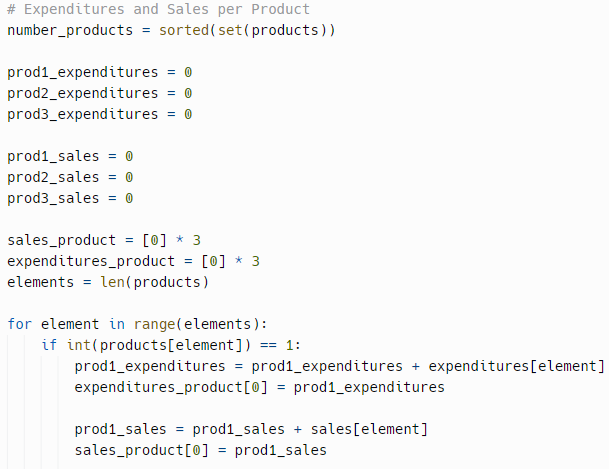 # Expenditures and Sales per Product
number_products = sorted(set(products))

prod1_expenditures = 0
prod2_expenditures = 0
prod3_expenditures = 0

prod1_sales = 0
prod2_sales = 0
prod3_sales = 0

sales_product = [0] * 3
expenditures_product = [0] * 3
elements = len(products)

for element in range(elements):
    if int(products[element]) == 1:
        prod1_expenditures = prod1_expenditures + expenditures[element]
        expenditures_product[0] = prod1_expenditures

        prod1_sales = prod1_sales + sales[element]
        sales_product[0] = prod1_sales